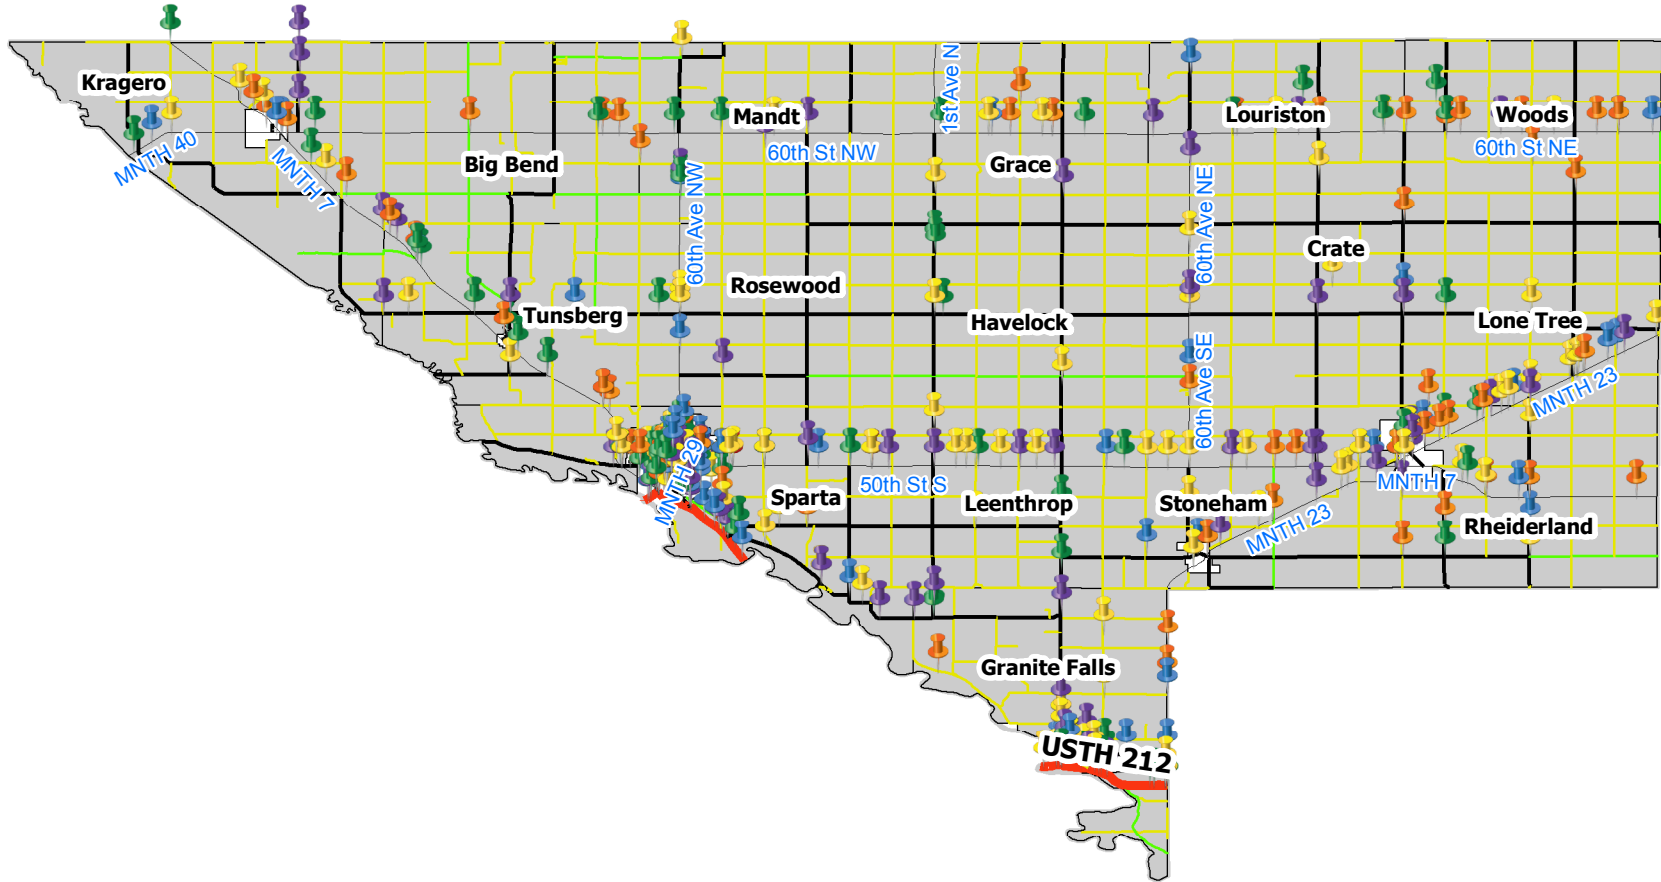 Kragero
1st Ave N
Mandt
Louriston
Woods
60th St NW
60th St NE
MNTH 40
MNTH 7
Big Bend
Grace
60th Ave NW
60th Ave NE
Crate
Rosewood
Tunsberg
Havelock
Lone Tree
60th Ave SE
MNTH 23
MNTH 29
50th St S
MNTH 7
Sparta
Leenthrop
Stoneham
MNTH 23
Rheiderland
Granite Falls
USTH 212